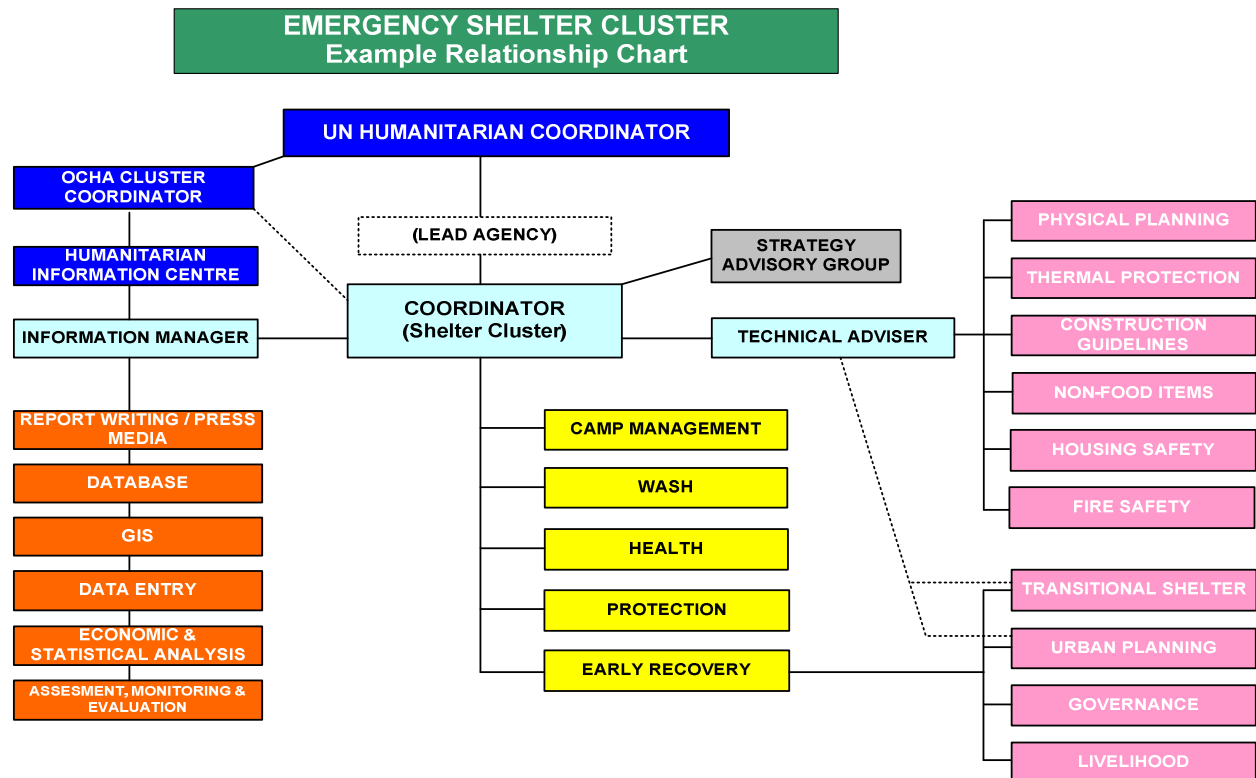 EMERGENCY SHELTER CLUSTER
Example Relationship Chart
UN HUMANITARIAN COORDINATOR
OCHA CLUSTER
COORDINATOR
HUMANITARIAN
INFORMATION CENTRE
INFORMATION MANAGER
(LEAD AGENCY)
STRATEGY
ADVISORY GROUP
COORDINATOR
(Shelter Cluster)
TECHNICAL ADVISER
REPORT WRITING / PRESS
MEDIA
DATABASE
GIS
DATA ENTRY
ECONOMIC &
STATISTICAL ANALYSIS
ASSESMENT, MONITORING &
EVALUATION
CAMP MANAGEMENT
WASH
HEALTH
PROTECTION
EARLY RECOVERY
PHYSICAL PLANNING
THERMAL PROTECTION
CONSTRUCTION
GUIDELINES
NON-FOOD ITEMS
HOUSING SAFETY
FIRE SAFETY
TRANSITIONAL SHELTER
URBAN PLANNING
GOVERNANCE
LIVELIHOOD